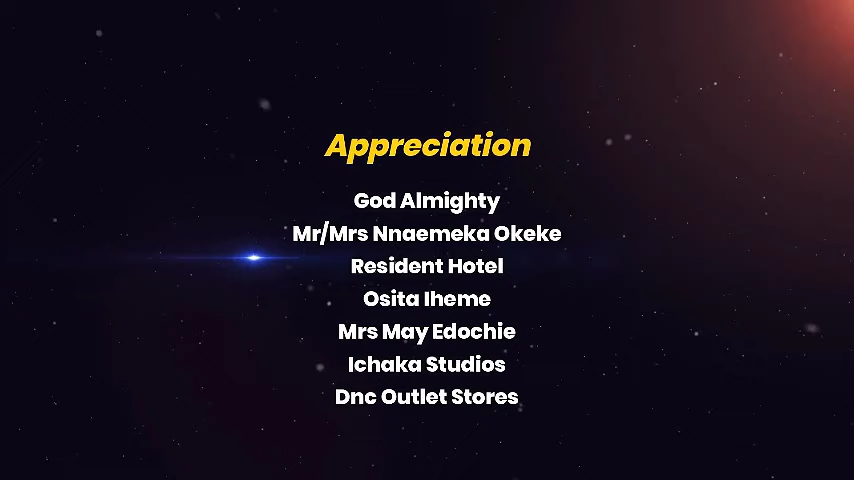 Appreciation
God Almighty
Mr/Mrs Nnaemeka Okeke
Resident Hotel
Osita Iheme
Mrs May Edochie
Ichaka Studios
Dnc Outlet Stores